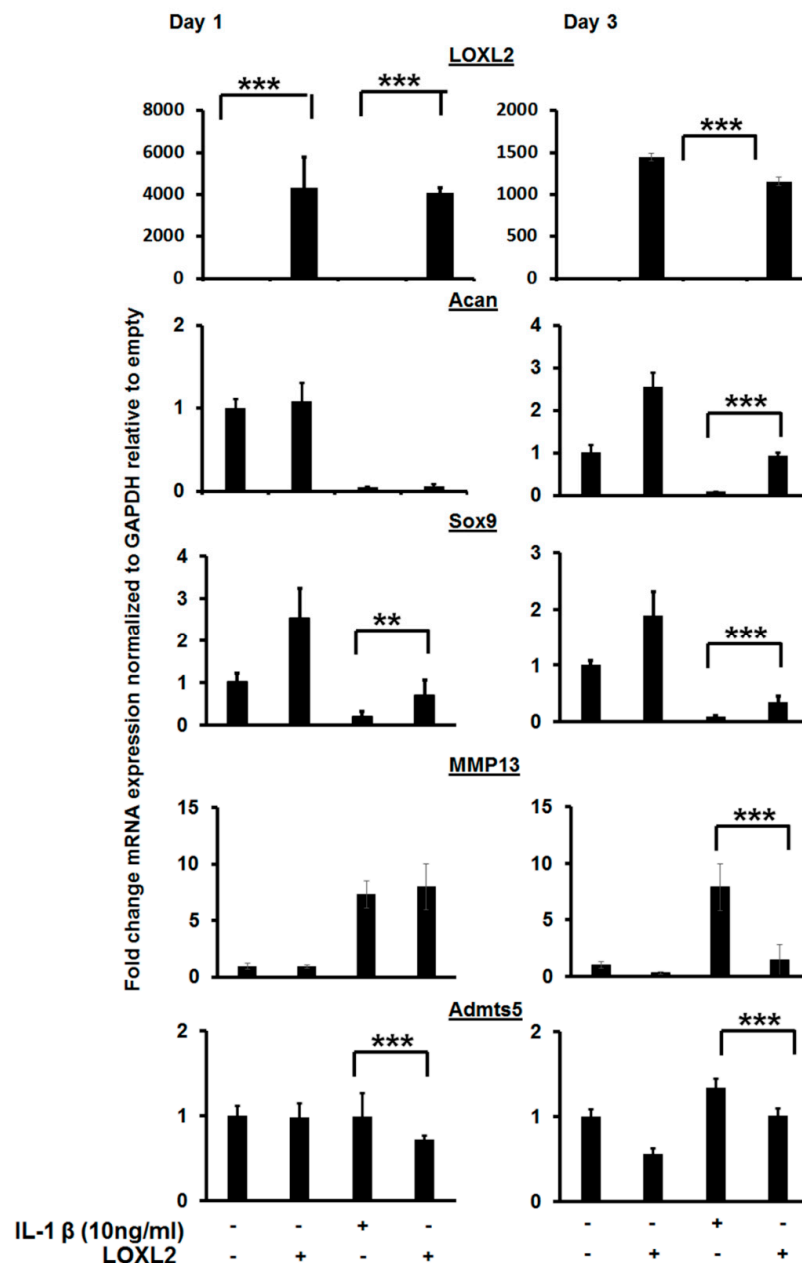 Day 1 Day 3
LOXL2
*** *** ***
8000 2000
6000 1500
4000 1000
2000 500
0 0
Acan
2 4
3
1 2
***
1
0 0
Sox9
4 3
3 2
2 ** ***
1 1
0 0
MMP13
15 15
***
10 10
5 5
0 0
Admts5
2 *** 2 ***
1 1
0 0
Fold change mRNA expression normalized to GAPDH relative to empty
IL-1 β (10ng/ml) - - + - - - + -
LOXL2 - + - + - + - +